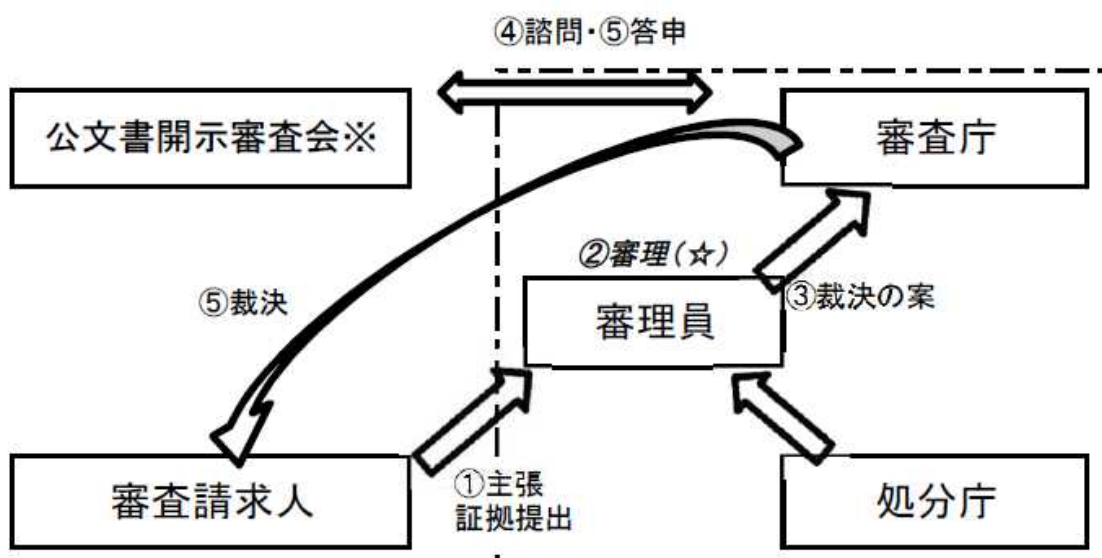 ④諮問・⑤答申
公文書開示審査会※
審査庁
②審理(☆)
⑤裁決
審理員
③裁決の案
審査請求人
①主張
証拠提出
処分庁